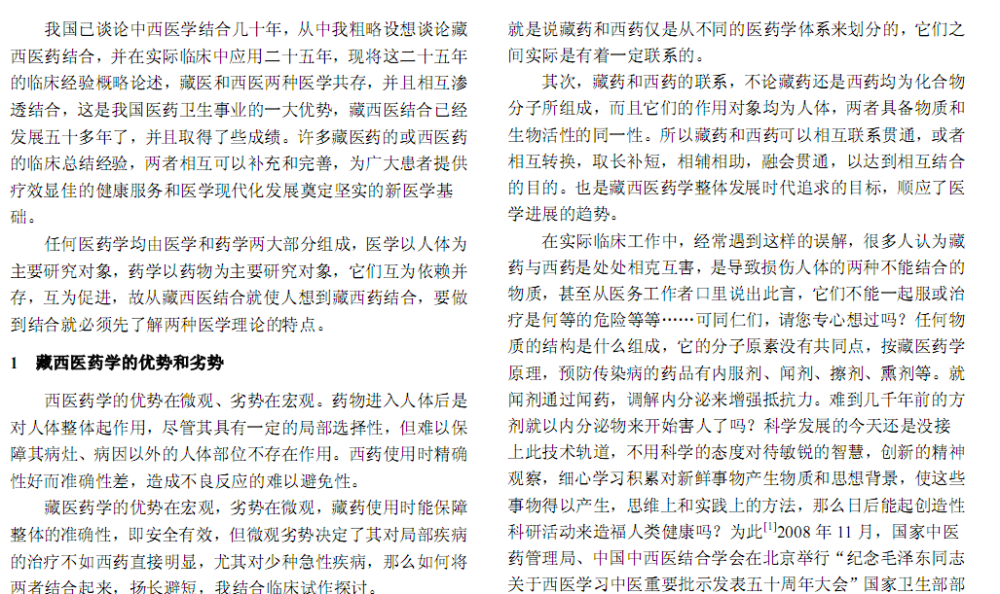 我国已谈论中西医学结合几十年，从中我粗略设想谈论藏
西医药结合，并在实际临床中应用二十五年，现将这二十五年
的临床经验概略论述，藏医和西医两种医学共存，并且相互渗
透结合，这是我国医药卫生事业的一大优势，藏西医结合已经
发展五十多年了，并且取得了些成绩。许多藏医药的或西医药
的临床总结经验，两者相互可以补充和完善，为广大患者提供
疗效显佳的健康服务和医学现代化发展奠定坚实的新医学基
础。
任何医药学均由医学和药学两大部分组成，医学以人体为
主要研究对象，药学以药物为主要研究对象，它们互为依赖并
存，互为促进，故从藏西医结合就使人想到藏西药结合，要做
到结合就必须先了解两种医学理论的特点。
1 藏西医药学的优势和劣势
西医药学的优势在微观、劣势在宏观。药物进入人体后是
对人体整体起作用，尽管其具有一定的局部选择性，但难以保
障其病灶、病因以外的人体部位不存在作用。西药使用时精确
性好而准确性差，造成不良反应的难以避免性。
藏医药学的优势在宏观，劣势在微观，藏药使用时能保障
整体的准确性，即安全有效，但微观劣势决定了其对局部疾病
的治疗不如西药直接明显，尤其对少种急性疾病，那么如何将
两者结合起来，扬长避短，我结合临床试作探讨。
就是说藏药和西药仅是从不同的医药学体系来划分的，它们之
间实际是有着一定联系的。
其次，藏药和西药的联系，不论藏药还是西药均为化合物
分子所组成，而且它们的作用对象均为人体，两者具备物质和
生物活性的同一性。所以藏药和西药可以相互联系贯通，或者
相互转换，取长补短，相辅相助，融会贯通，以达到相互结合
的目的。也是藏西医药学整体发展时代追求的目标，顺应了医
学进展的趋势。
在实际临床工作中，经常遇到这样的误解，很多人认为藏
药与西药是处处相克互害，是导致损伤人体的两种不能结合的
物质，甚至从医务工作者口里说出此言，它们不能一起服或治
疗是何等的危险等等……可同仁们，请您专心想过吗？任何物
质的结构是什么组成，它的分子原素没有共同点，按藏医药学
原理，预防传染病的药品有内服剂、闻剂、擦剂、熏剂等。就
闻剂通过闻药，调解内分泌来增强抵抗力。难到几千年前的方
剂就以内分泌物来开始害人了吗？科学发展的今天还是没接
上此技术轨道，不用科学的态度对待敏锐的智慧，创新的精神
观察，细心学习积累对新鲜事物产生物质和思想背景，使这些
事物得以产生，思维上和实践上的方法，那么日后能起创造性
科研活动来造福人类健康吗？为此[1]2008 年 11 月，国家中医
药管理局、中国中西医结合学会在北京举行“纪念毛泽东同志
关于西医学习中医重要批示发表五十周年大会”国家卫生部部